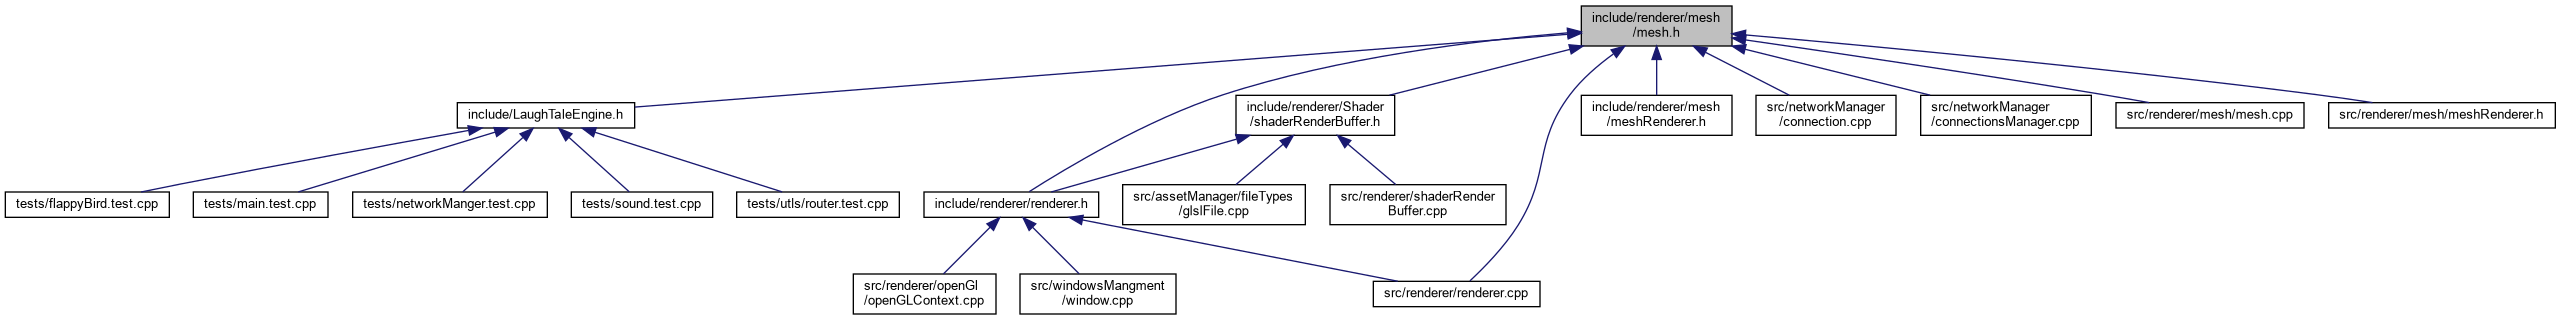 include/renderer/mesh
/mesh.h
include/LaughTaleEngine.h
include/renderer/Shader
/shaderRenderBuffer.h
include/renderer/mesh
/meshRenderer.h
src/networkManager
/connection.cpp
src/networkManager
/connectionsManager.cpp
src/renderer/mesh/mesh.cpp
src/renderer/mesh/meshRenderer.h
tests/flappyBird.test.cpp
tests/main.test.cpp
tests/networkManger.test.cpp
tests/sound.test.cpp
tests/utls/router.test.cpp
include/renderer/renderer.h
src/assetManager/fileTypes
/glslFile.cpp
src/renderer/shaderRender
Buffer.cpp
src/renderer/openGl
/openGLContext.cpp
src/windowsMangment
/window.cpp
src/renderer/renderer.cpp